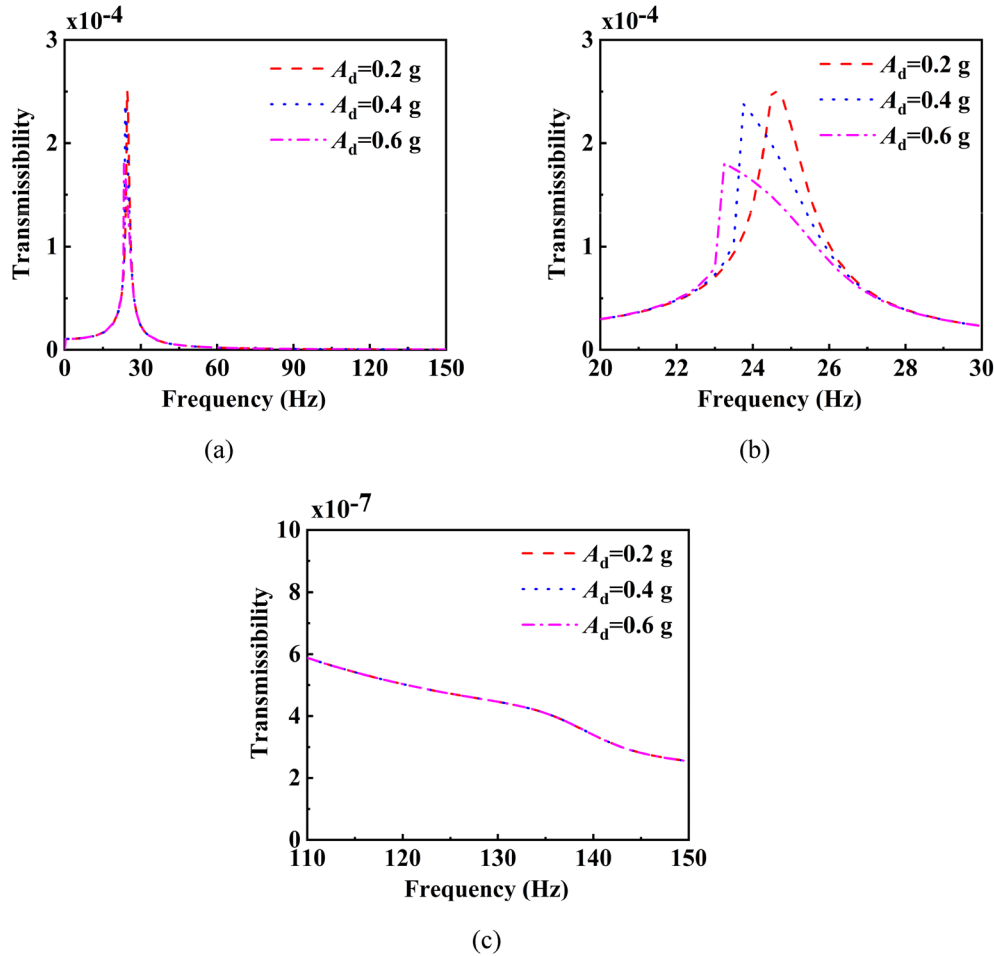 x10-4
3
2
1
0
Transmissibility
Ad=0.2 g
Ad=0.4 g
Ad=0.6 g
0 30 60 90 120 150
Frequency (Hz)
(a)
x10-4
3
2
1
0
Transmissibility
Ad=0.2 g
Ad=0.4 g
Ad=0.6 g
20 22 24 26 28 30
Frequency (Hz)
(b)
x10-7
10
8
6
4
2
0
Transmissibility
Ad=0.2 g
Ad=0.4 g
Ad=0.6 g
110 120 130 140 150
Frequency (Hz)
(c)